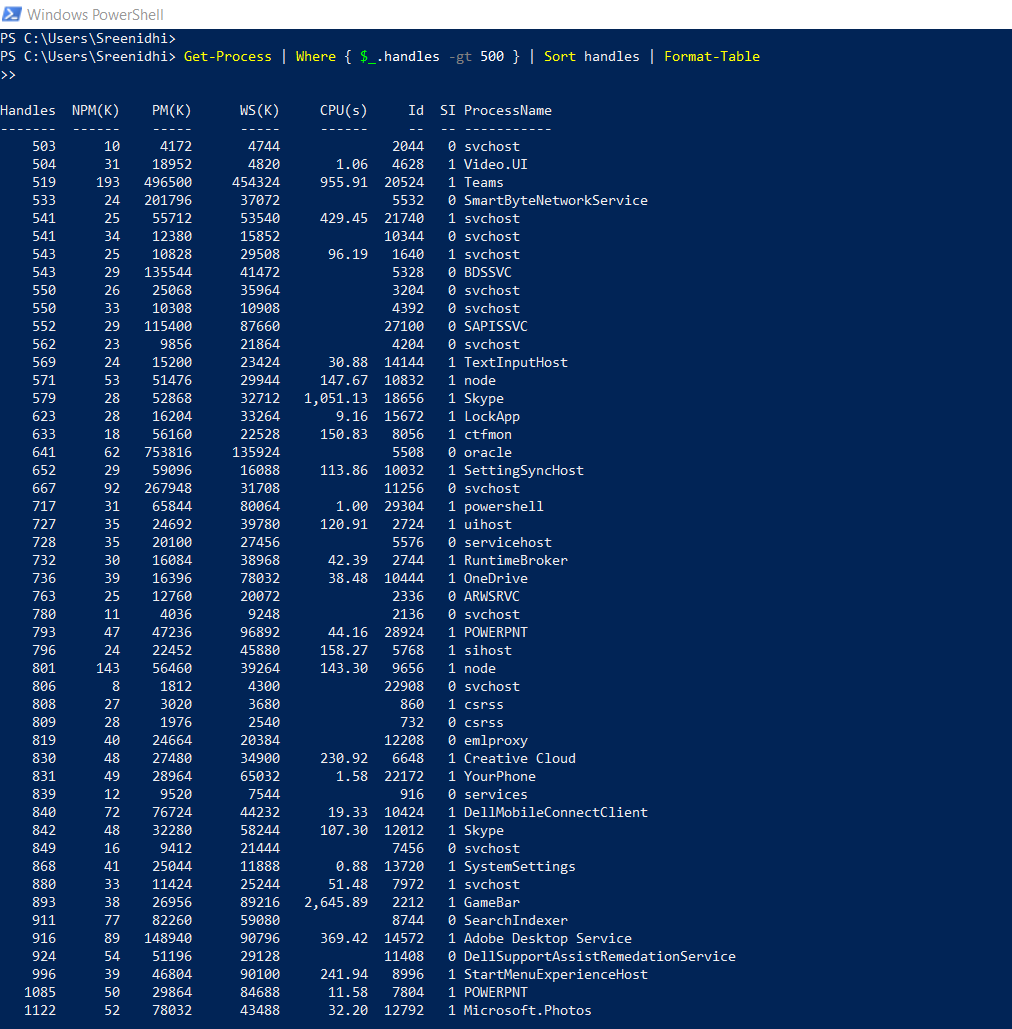 Windows PowerShell
PS C:\Users\Sreenidhi>
PS C:\Users\Sreenidhi> Get-Process | Where { $_.handles -gt 500 } | Sort handles | Format-Table
>>
Handles  NPM(K)    PM(K)      WS(K)     CPU(s)     Id  SI ProcessName
-------  ------    -----      -----     ------     --  -- -----------
    503      10     4172       4744              2044   0 svchost
    504      31    18952       4820       1.06   4628   1 Video.UI
    519     193   496500     454324     955.91  20524   1 Teams
    533      24   201796      37072              5532   0 SmartByteNetworkService
    541      25    55712      53540     429.45  21740   1 svchost
    541      34    12380      15852             10344   0 svchost
    543      25    10828      29508      96.19   1640   1 svchost
    543      29   135544      41472              5328   0 BDSSVC
    550      26    25068      35964              3204   0 svchost
    550      33    10308      10908              4392   0 svchost
    552      29   115400      87660             27100   0 SAPISSVC
    562      23     9856      21864              4204   0 svchost
    569      24    15200      23424      30.88  14144   1 TextInputHost
    571      53    51476      29944     147.67  10832   1 node
    579      28    52868      32712   1,051.13  18656   1 Skype
    623      28    16204      33264       9.16  15672   1 LockApp
    633      18    56160      22528     150.83   8056   1 ctfmon
    641      62   753816     135924              5508   0 oracle
    652      29    59096      16088     113.86  10032   1 SettingSyncHost
    667      92   267948      31708             11256   0 svchost
    717      31    65844      80064       1.00  29304   1 powershell
    727      35    24692      39780     120.91   2724   1 uihost
    728      35    20100      27456              5576   0 servicehost
    732      30    16084      38968      42.39   2744   1 RuntimeBroker
    736      39    16396      78032      38.48  10444   1 OneDrive
    763      25    12760      20072              2336   0 ARWSRVC
    780      11     4036       9248              2136   0 svchost
    793      47    47236      96892      44.16  28924   1 POWERPNT
    796      24    22452      45880     158.27   5768   1 sihost
    801     143    56460      39264     143.30   9656   1 node
    806       8     1812       4300             22908   0 svchost
    808      27     3020       3680               860   1 csrss
    809      28     1976       2540               732   0 csrss
    819      40    24664      20384             12208   0 emlproxy
    830      48    27480      34900     230.92   6648   1 Creative Cloud
    831      49    28964      65032       1.58  22172   1 YourPhone
    839      12     9520       7544               916   0 services
    840      72    76724      44232      19.33  10424   1 DellMobileConnectClient
    842      48    32280      58244     107.30  12012   1 Skype
    849      16     9412      21444              7456   0 svchost
    868      41    25044      11888       0.88  13720   1 SystemSettings
    880      33    11424      25244      51.48   7972   1 svchost
    893      38    26956      89216   2,645.89   2212   1 GameBar
    911      77    82260      59080              8744   0 SearchIndexer
    916      89   148940      90796     369.42  14572   1 Adobe Desktop Service
    924      54    51196      29128             11408   0 DellSupportAssistRemedationService
    996      39    46804      90100     241.94   8996   1 StartMenuExperienceHost
   1085      50    29864      84688      11.58   7804   1 POWERPNT
   1122      52    78032      43488      32.20  12792   1 Microsoft.Photos